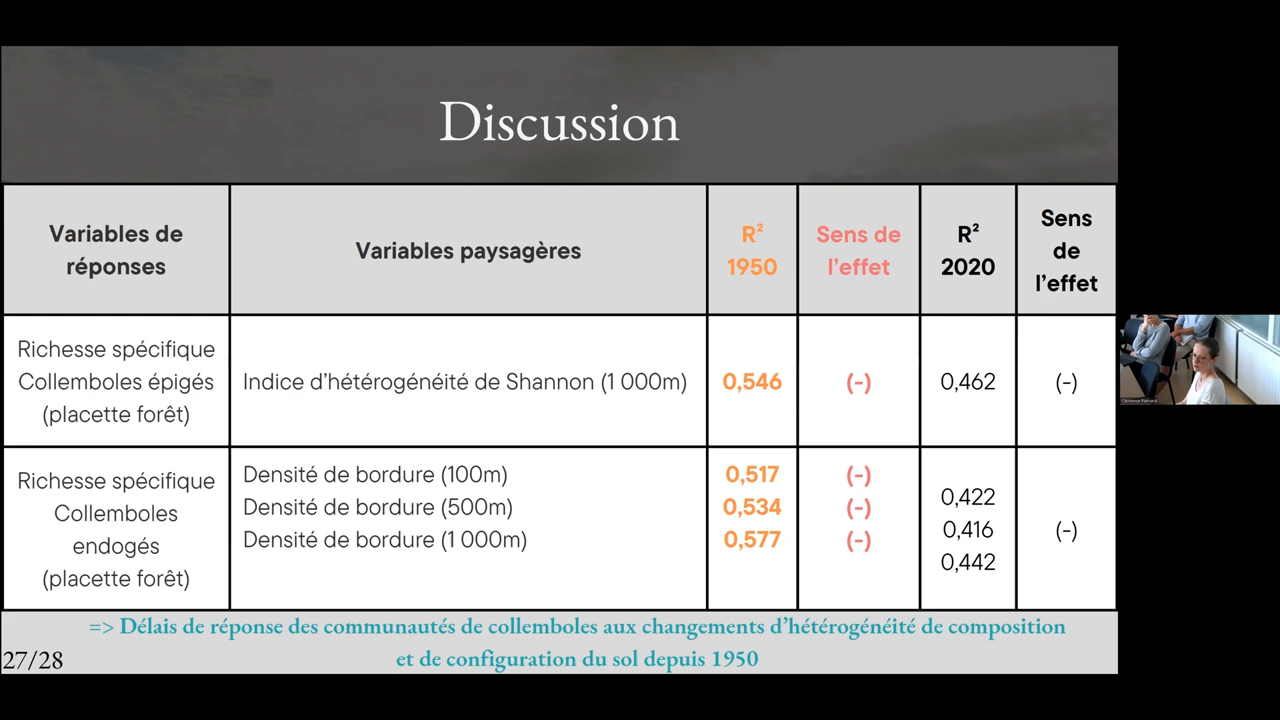 Discussion
Variables de
réponses
Variables paysagères
R²
1950
Sens de
l'effet
R²
2020
Sens
de
l'effet
Richesse spécifique
Collemboles épigés
(placette forêt)
Indice d'hétérogénéité de Shannon (1 000m)
0,546
(-)
0,462
(-)
Richesse spécifique
Collemboles
endogés
(placette forêt)
Densité de bordure (100m)
Densité de bordure (500m)
Densité de bordure (1 000m)
0,517
0,534
0,577
(-)
(-)
(-)
0,422
0,416
0,442
(-)
=> Délais de réponse des communautés de collemboles aux changements d'hétérogénéité de composition
et de configuration du sol depuis 1950
27/28